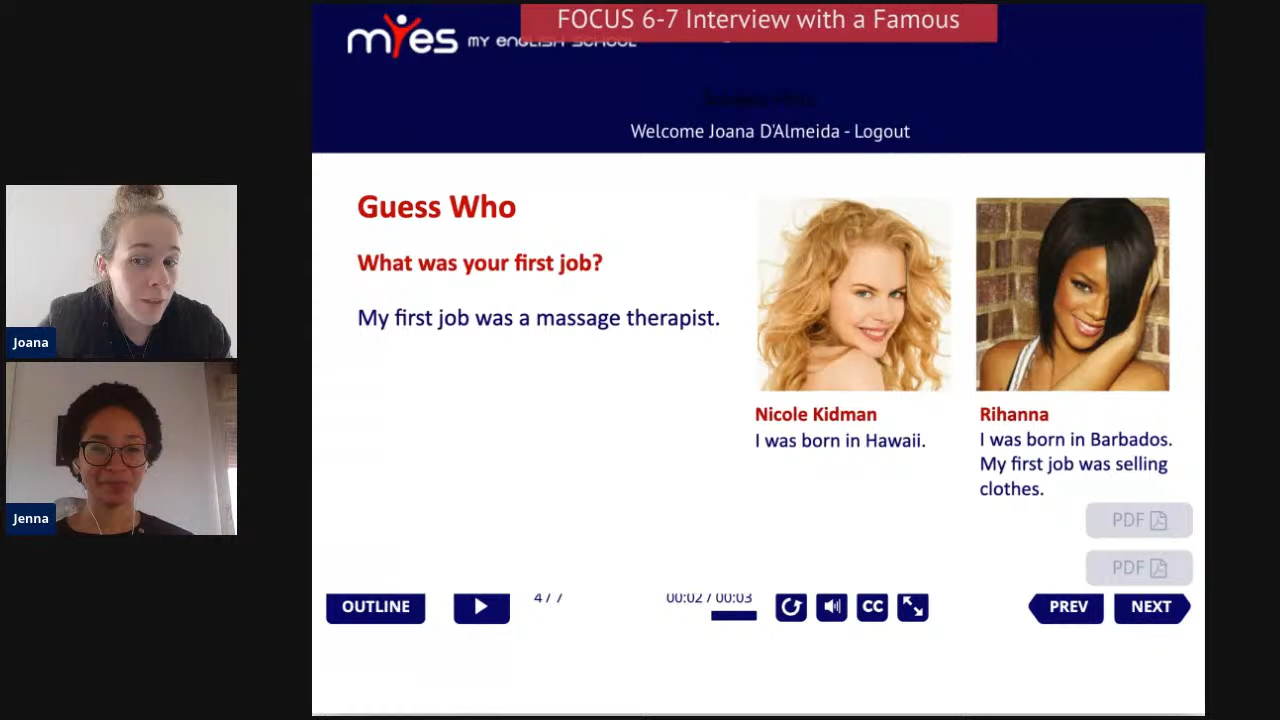 FOCUS 6-7 Interview with a Famous
mYes MY ENGLISH SCHOOL
Welcome Joana D'Almeida - Logout
Guess Who
What was your first job?
My first job was a massage therapist.
Nicole Kidman
I was born in Hawaii.
Rihanna
I was born in Barbados.
My first job was selling
clothes.
Joana
Jenna
PDF
PDF
OUTLINE
4 / 7
00:02 / 00:03
CC
PREV
NEXT